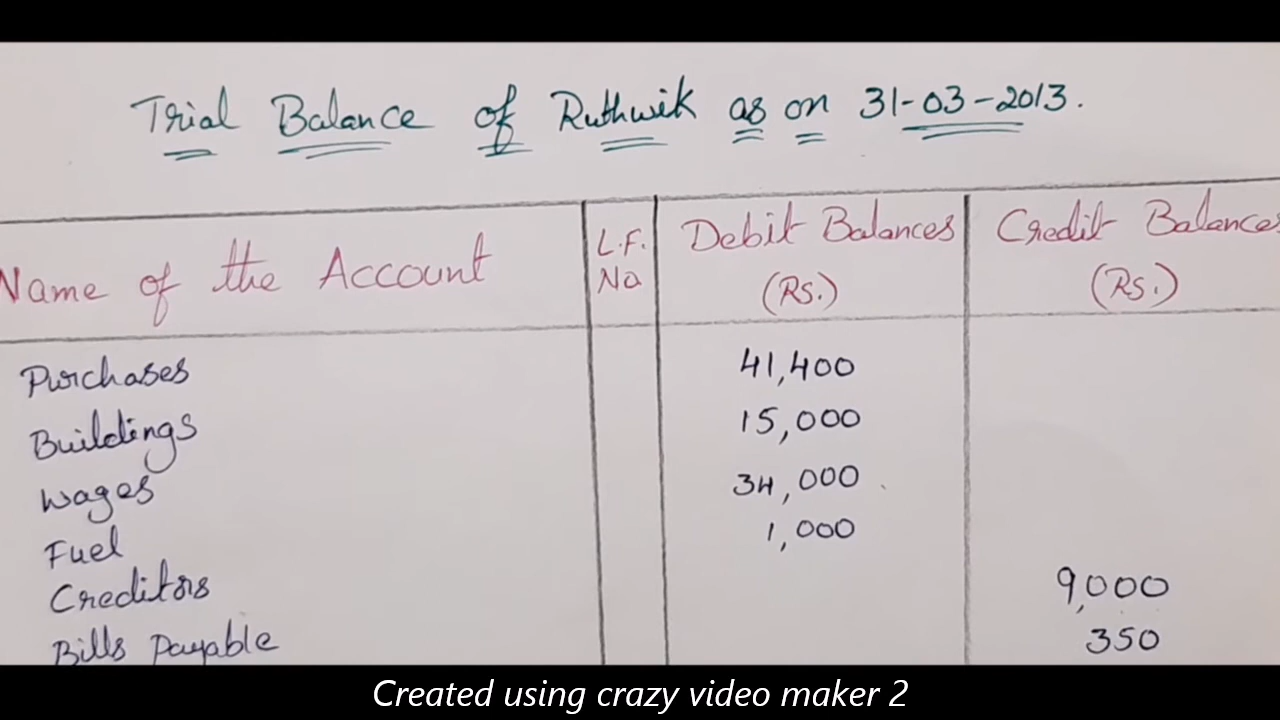 Trial Balance of Ruthwik as on 31-03-2013.
Name of the Account L.F. No Debit Balances (Rs.) Credit Balances (Rs.)
Purchases 41,400
Buildings 15,000
Wages 34,000
Fuel 1,000
Creditors 9,000
Bills Payable 350
Created using crazy video maker 2